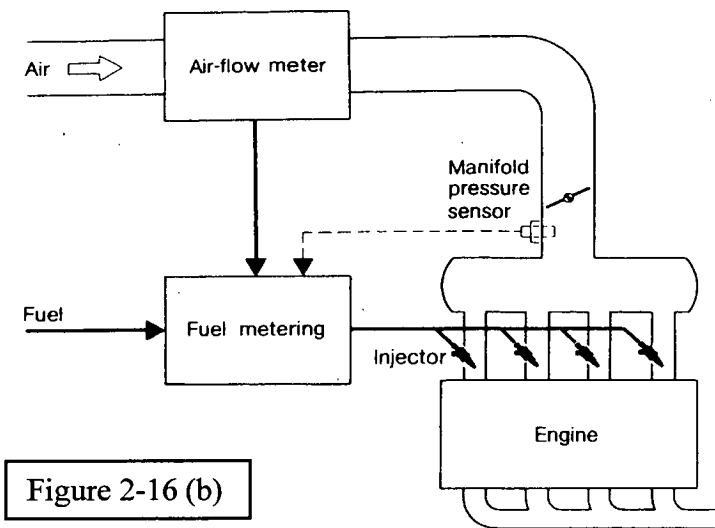 Air
Air-flow meter
Manifold
pressure
sensor
Fuel
Fuel metering
Injector
Engine
Figure 2-16 (b)